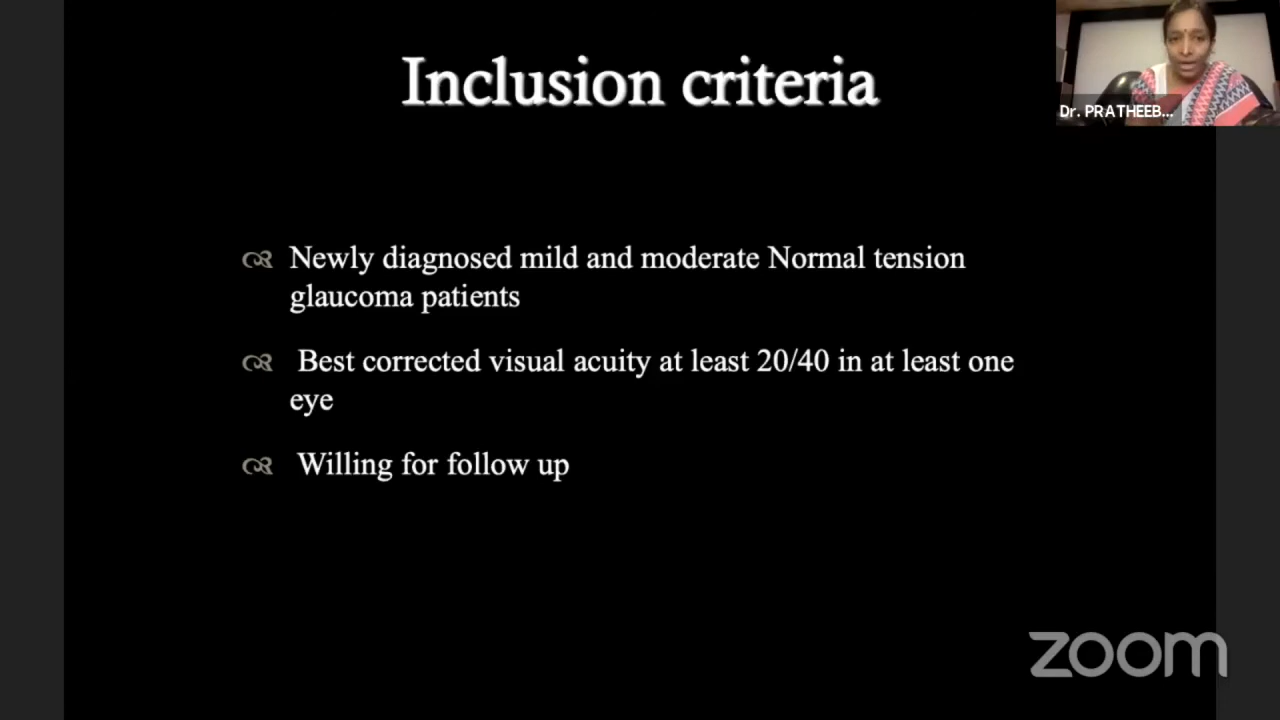 Inclusion criteria
Dr. PRATHEEB...
Newly diagnosed mild and moderate Normal tension
glaucoma patients
Best corrected visual acuity at least 20/40 in at least one
eye
Willing for follow up
zoom